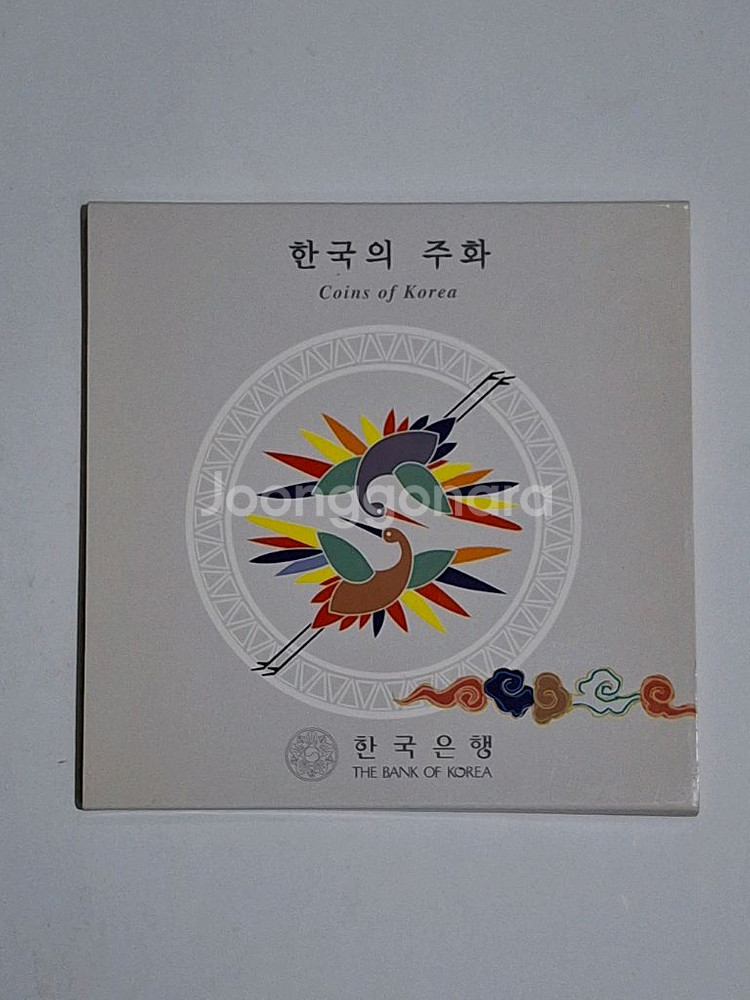 한국의 주화
Coins of Korea
Joonggonara
한국은행
THE BANK OF KOREA